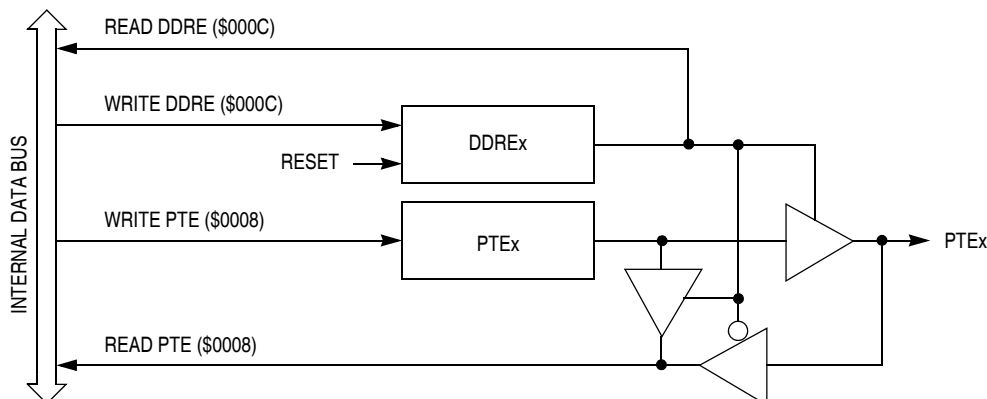 READ DDRE ($000C)
WRITE DDRE ($000C)
DDREx
RESET
INTERNAL DATA BUS
WRITE PTE ($0008)
PTEx
PTEx
READ PTE ($0008)